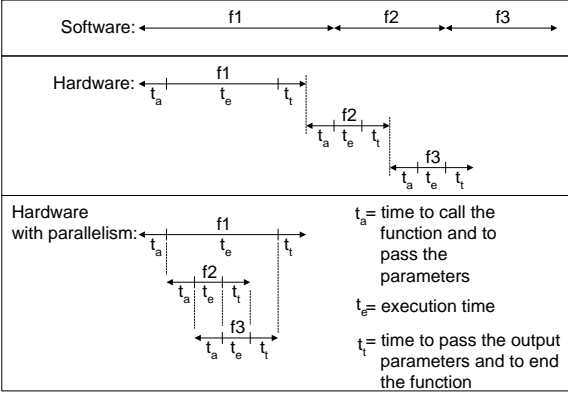 Software: f1 f2 f3
Hardware: f1
ta te tt
f2
ta te tt
f3
ta te tt
Hardware
with parallelism:
f1
ta te tt
f2
ta te tt
f3
ta te tt
ta= time to call the
function and to
pass the
parameters
te= execution time
tt= time to pass the output
parameters and to end
the function